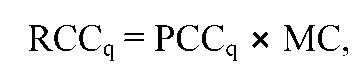 RCC_q = PCC_q × MC,